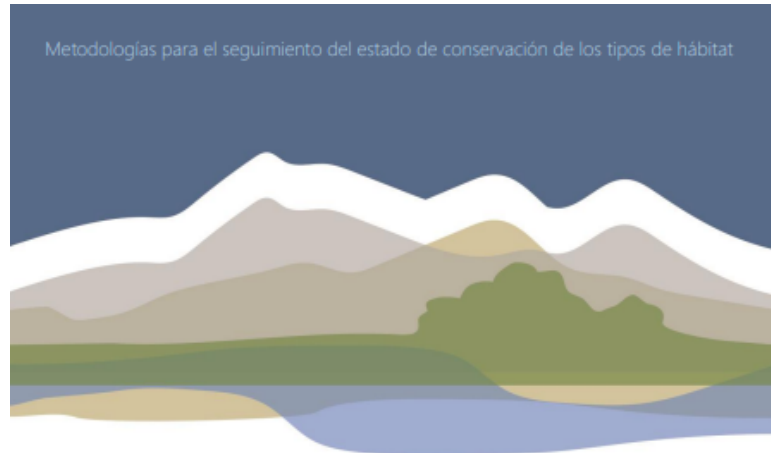 Metodologías para el seguimiento del estado de conservación de los tipos de hábitat